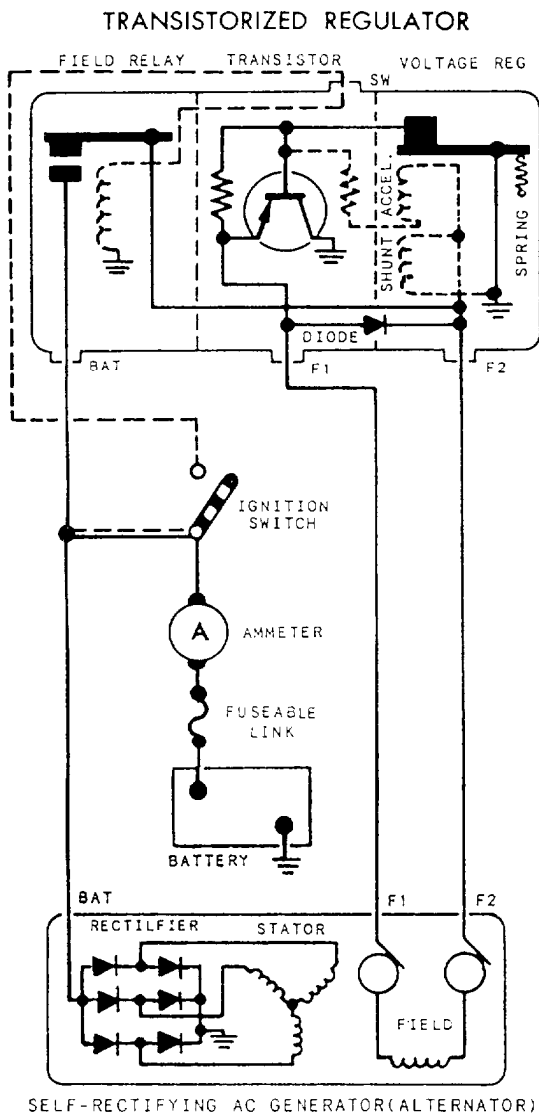 TRANSISTORIZED REGULATOR
FIELD RELAY
TRANSISTOR
VOLTAGE REG
SW
ACCEL.
SHUNT
SPRING
DIODE
BAT
F1
F2
IGNITION
SWITCH
A
AMMETER
FUSEABLE
LINK
BATTERY
BAT
F1
F2
RECTILFIER
STATOR
FIELD
SELF-RECTIFYING AC GENERATOR(ALTERNATOR)